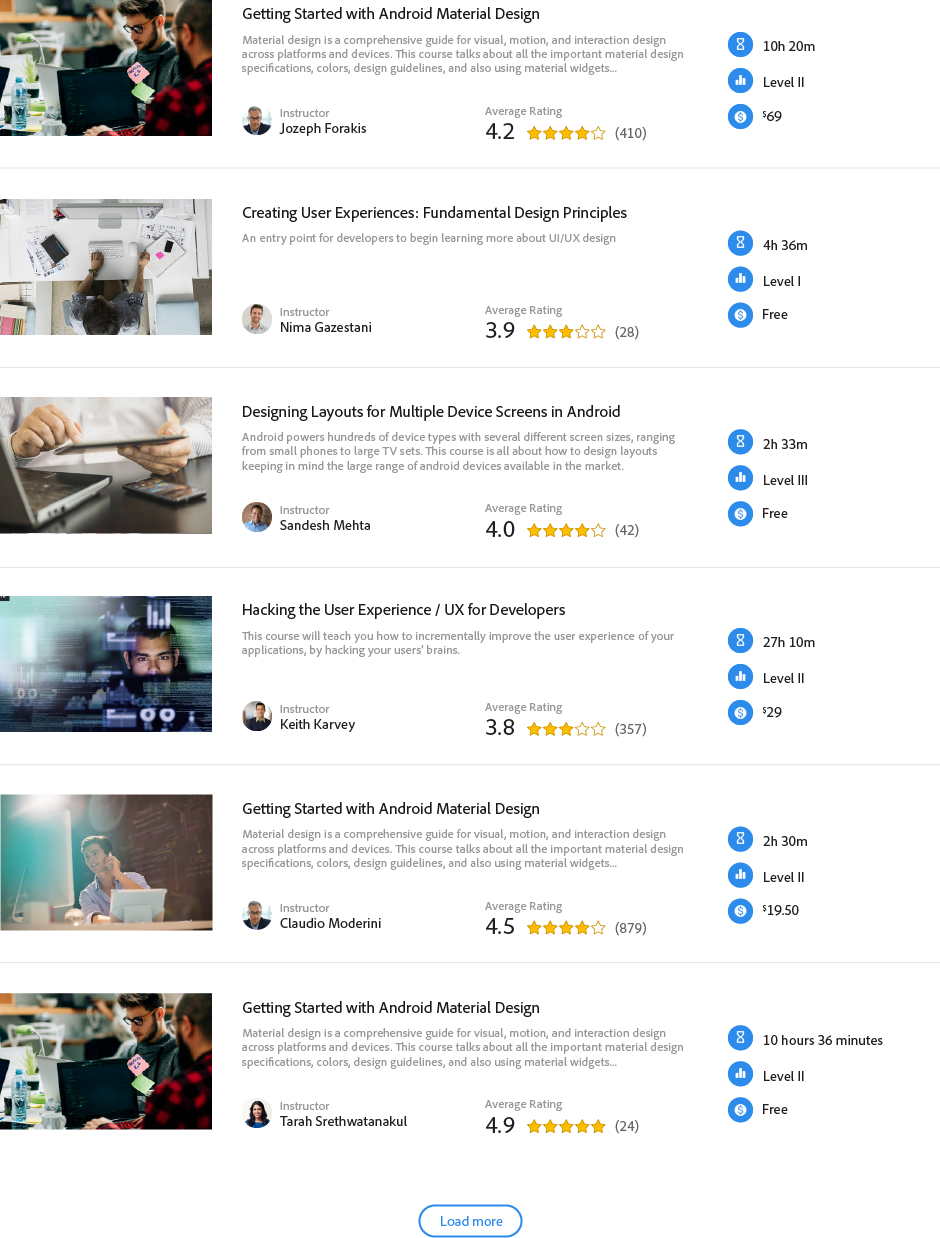 Getting Started with Android Material Design
Material design is a comprehensive guide for visual, motion, and interaction design
across platforms and devices. This course talks about all the important material design
specifications, colors, design guidelines, and also using material widgets...
10h 20m
Level II
$69
Instructor
Jozeph Forakis
Average Rating
4.2 (410)
Creating User Experiences: Fundamental Design Principles
An entry point for developers to begin learning more about UI/UX design
4h 36m
Level I
Free
Instructor
Nima Gazestani
Average Rating
3.9 (28)
Designing Layouts for Multiple Device Screens in Android
Android powers hundreds of device types with several different screen sizes, ranging
from small phones to large TV sets. This course is all about how to design layouts
keeping in mind the large range of android devices available in the market.
2h 33m
Level III
Free
Instructor
Sandesh Mehta
Average Rating
4.0 (42)
Hacking the User Experience / UX for Developers
This course will teach you how to incrementally improve the user experience of your
applications, by hacking your users' brains.
27h 10m
Level II
$29
Instructor
Keith Karvey
Average Rating
3.8 (357)
Getting Started with Android Material Design
Material design is a comprehensive guide for visual, motion, and interaction design
across platforms and devices. This course talks about all the important material design
specifications, colors, design guidelines, and also using material widgets...
2h 30m
Level II
$19.50
Instructor
Claudio Moderini
Average Rating
4.5 (879)
Getting Started with Android Material Design
Material design is a comprehensive guide for visual, motion, and interaction design
across platforms and devices. This course talks about all the important material design
specifications, colors, design guidelines, and also using material widgets...
10 hours 36 minutes
Level II
Free
Instructor
Tarah Srethwatanakul
Average Rating
4.9 (24)
Load more